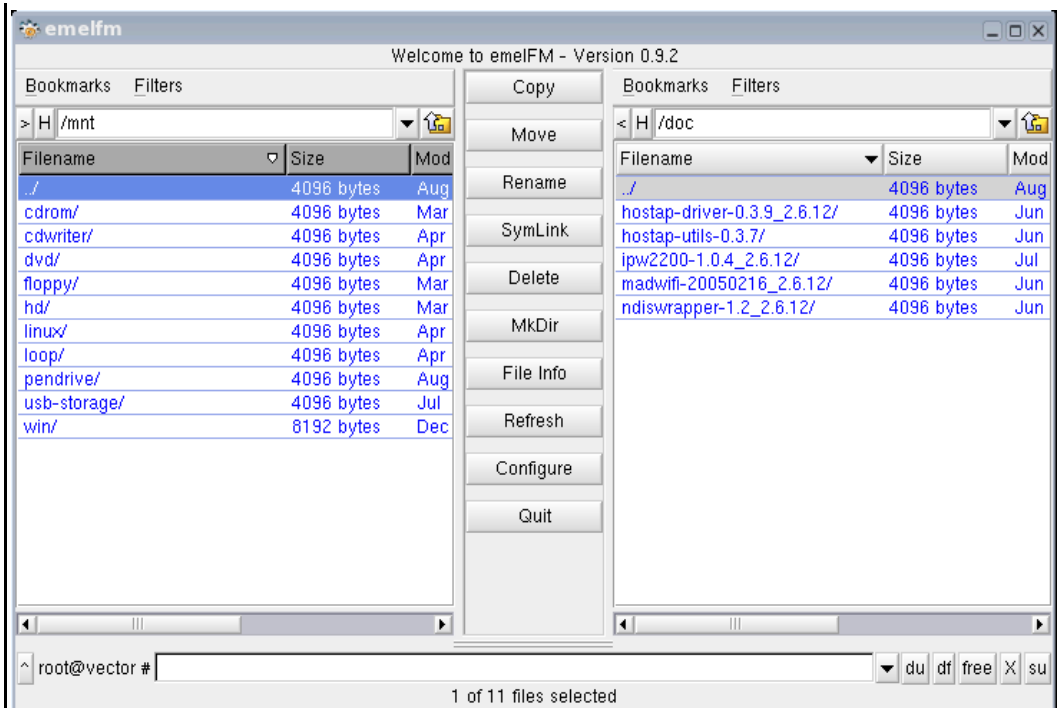 emelfm
Welcome to emelFM - Version 0.9.2
Bookmarks Filters
> H /mnt
Filename Size Mod
../ 4096 bytes Aug
cdrom/ 4096 bytes Mar
cdwriter/ 4096 bytes Apr
dvd/ 4096 bytes Apr
floppy/ 4096 bytes Mar
hd/ 4096 bytes Mar
linux/ 4096 bytes Apr
loop/ 4096 bytes Apr
pendrive/ 4096 bytes Aug
usb-storage/ 4096 bytes Jul
win/ 8192 bytes Dec
Copy
Move
Rename
SymLink
Delete
MkDir
File Info
Refresh
Configure
Quit
Bookmarks Filters
< H /doc
Filename Size Mod
../ 4096 bytes Aug
hostap-driver-0.3.9_2.6.12/ 4096 bytes Jun
hostap-utils-0.3.7/ 4096 bytes Jun
ipw2200-1.0.4_2.6.12/ 4096 bytes Jul
madwifi-20050216_2.6.12/ 4096 bytes Jun
ndiswrapper-1.2_2.6.12/ 4096 bytes Jun
^ root@vector # du df free X su
1 of 11 files selected